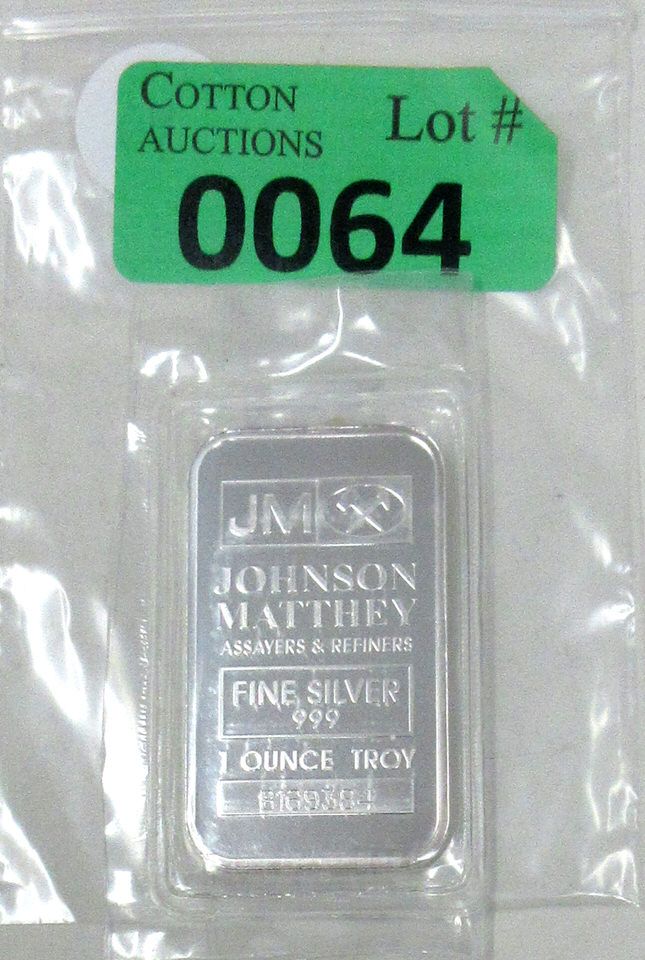 COTTON
AUCTIONS
Lot #
0064
JM
JOHNSON
MATTHEY
ASSAYERS & REFINERS
FINE SILVER
999
1 OUNCE TROY